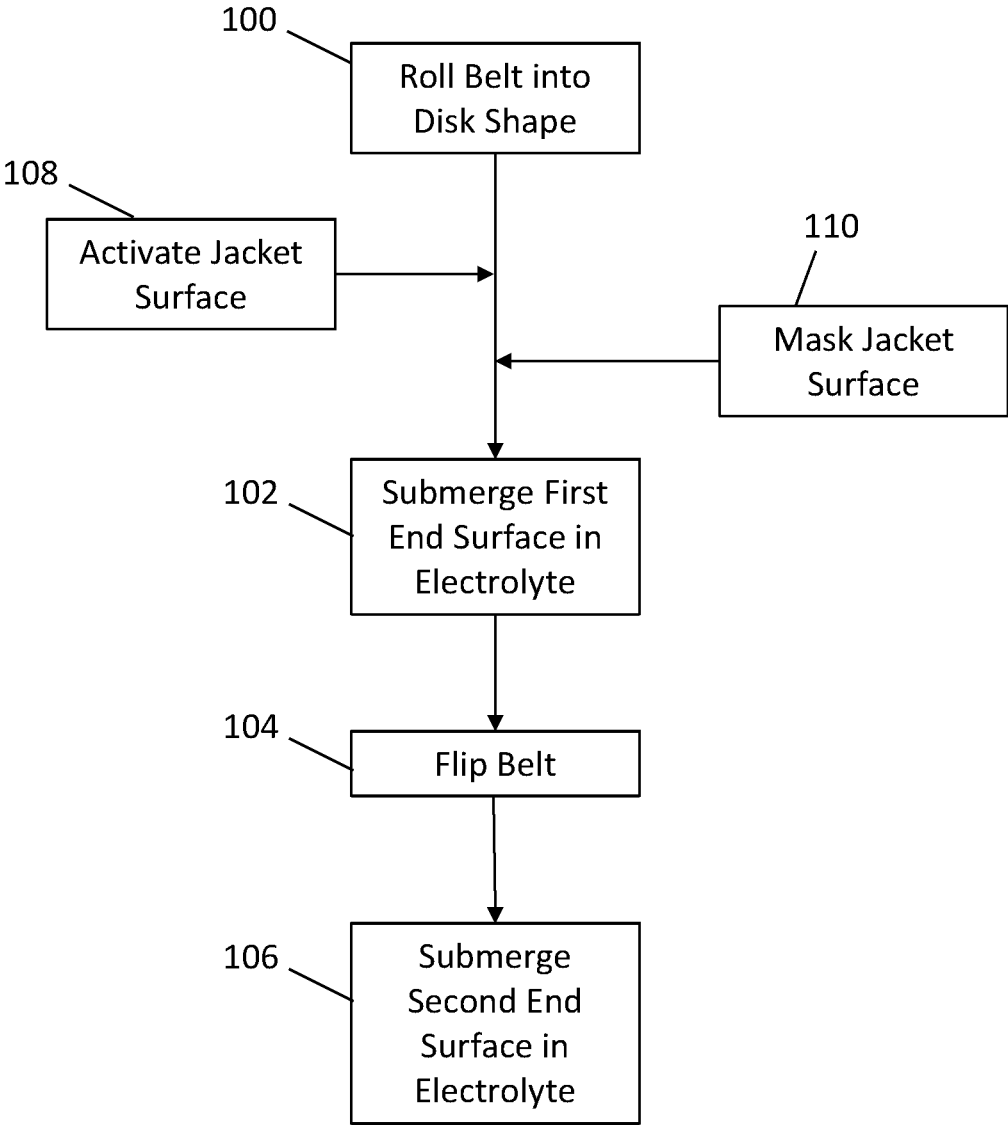 100
Roll Belt into
Disk Shape
108
Activate Jacket
Surface
110
Mask Jacket
Surface
102
Submerge First
End Surface in
Electrolyte
104
Flip Belt
106
Submerge
Second End
Surface in
Electrolyte